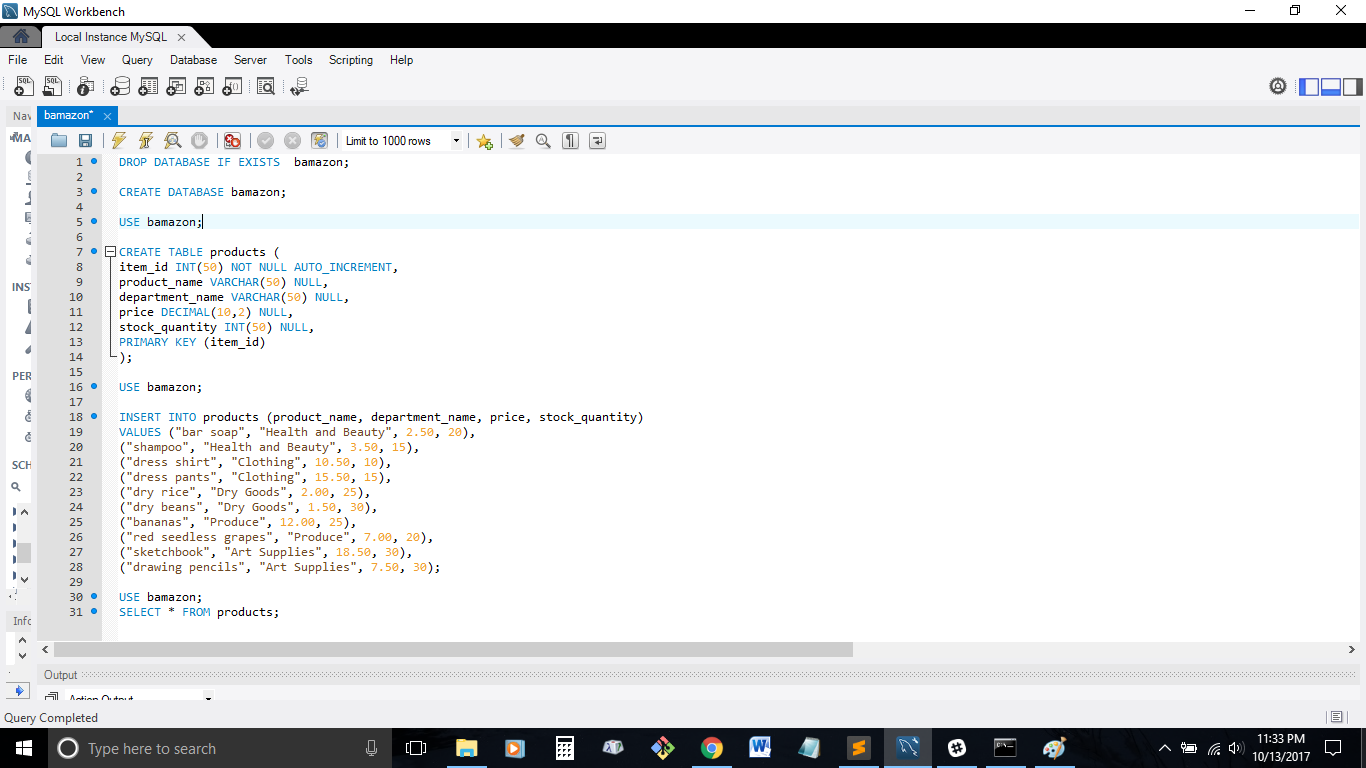 MySQL Workbench
Local Instance MySQL
File Edit View Query Database Server Tools Scripting Help
Nav
bamazon*
MA
Limit to 1000 rows
1 DROP DATABASE IF EXISTS  bamazon;
2
3 CREATE DATABASE bamazon;
4
5 USE bamazon;
6
7 CREATE TABLE products (
8 item_id INT(50) NOT NULL AUTO_INCREMENT,
9 product_name VARCHAR(50) NULL,
10 department_name VARCHAR(50) NULL,
11 price DECIMAL(10,2) NULL,
12 stock_quantity INT(50) NULL,
13 PRIMARY KEY (item_id)
14 );
15
16 USE bamazon;
17
18 INSERT INTO products (product_name, department_name, price, stock_quantity)
19 VALUES ("bar soap", "Health and Beauty", 2.50, 20),
20 ("shampoo", "Health and Beauty", 3.50, 15),
21 ("dress shirt", "Clothing", 10.50, 10),
22 ("dress pants", "Clothing", 15.50, 15),
23 ("dry rice", "Dry Goods", 2.00, 25),
24 ("dry beans", "Dry Goods", 1.50, 30),
25 ("bananas", "Produce", 12.00, 25),
26 ("red seedless grapes", "Produce", 7.00, 20),
27 ("sketchbook", "Art Supplies", 18.50, 30),
28 ("drawing pencils", "Art Supplies", 7.50, 30);
29
30 USE bamazon;
31 SELECT * FROM products;
INS
PER
SCH
Info
Output
Action Output
Query Completed
Type here to search
11:33 PM
10/13/2017